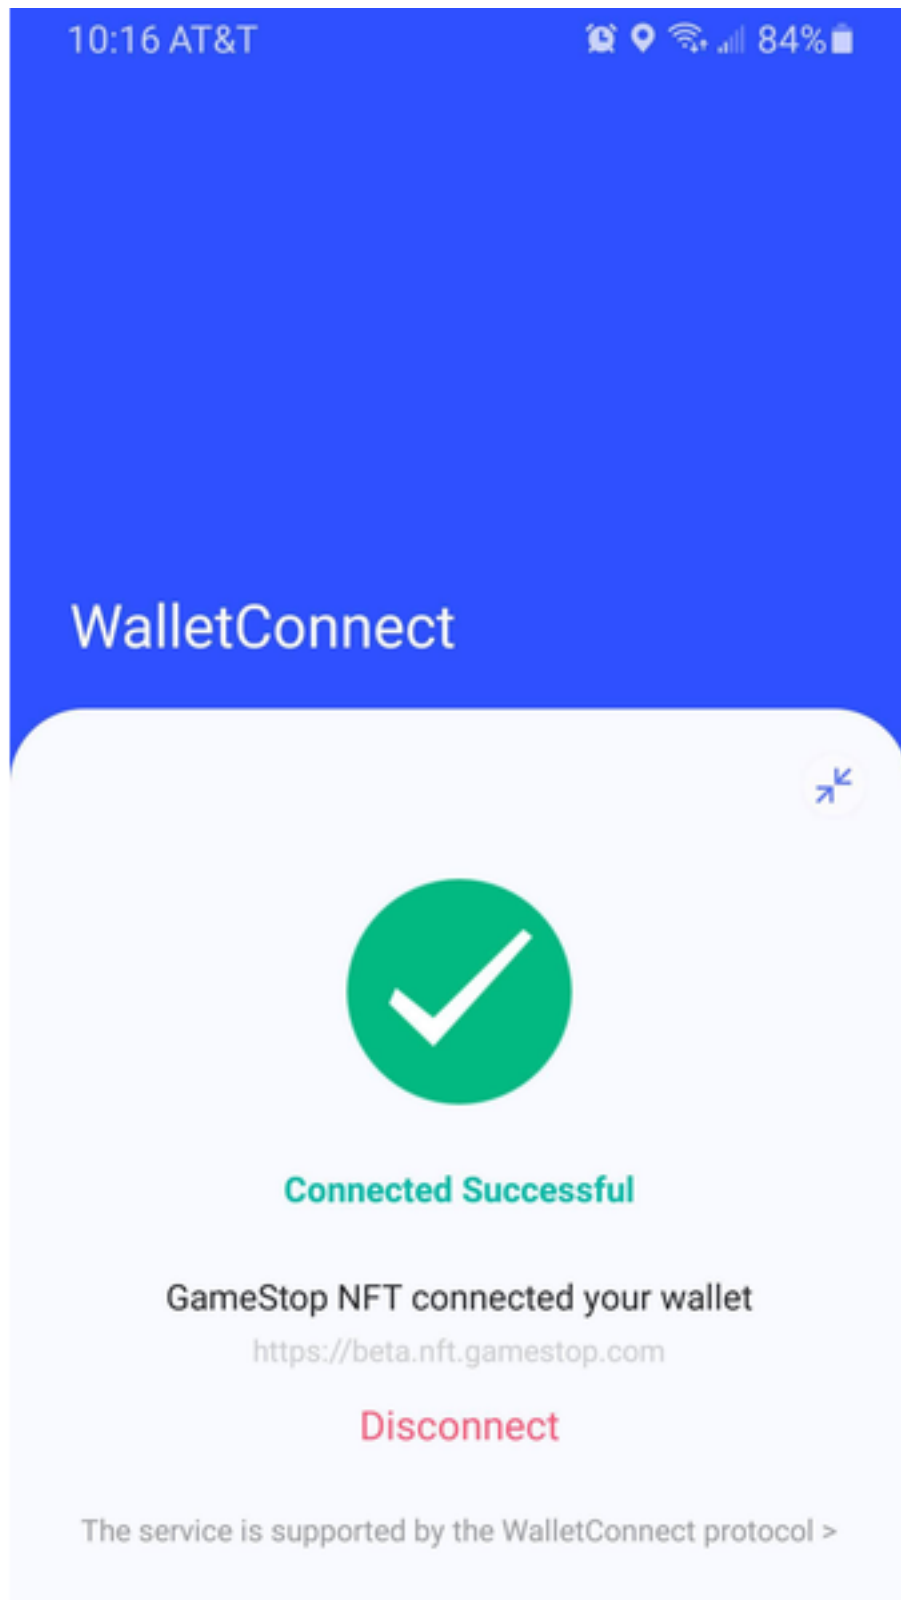 10:16 AT&T 84%
WalletConnect
Connected Successful
GameStop NFT connected your wallet
https://beta.nft.gamestop.com
Disconnect
The service is supported by the WalletConnect protocol >